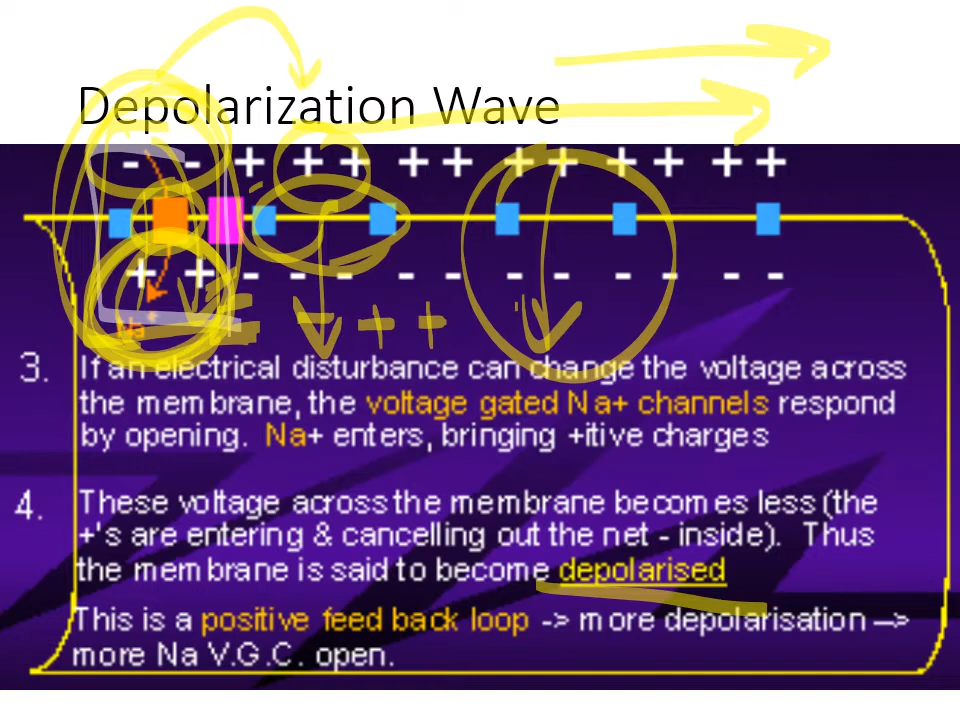 Depolarization Wave
- - + + + + + + + + + + +
+ + - - - - - - - - - - -
Na+
- + +
3. If an electrical disturbance can change the voltage across
the membrane, the voltage gated Na+ channels respond
by opening. Na+ enters, bringing +itive charges
4. These voltage across the membrane becomes less (the
+'s are entering & cancelling out the net - inside). Thus
the membrane is said to become depolarised
This is a positive feed back loop -> more depolarisation —>
more Na V.G.C. open.